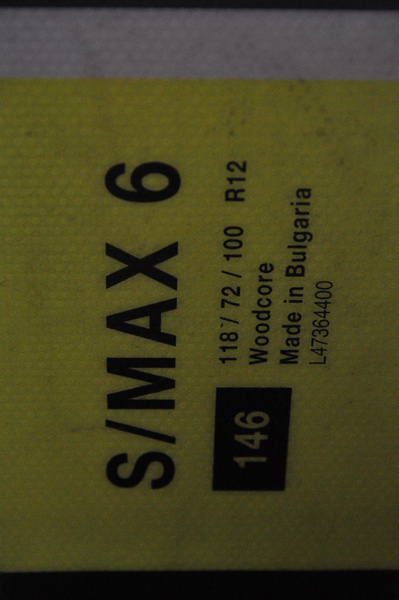 S/MAX 6
146
118 / 72 / 100 R12
Woodcore
Made in Bulgaria
L47364400